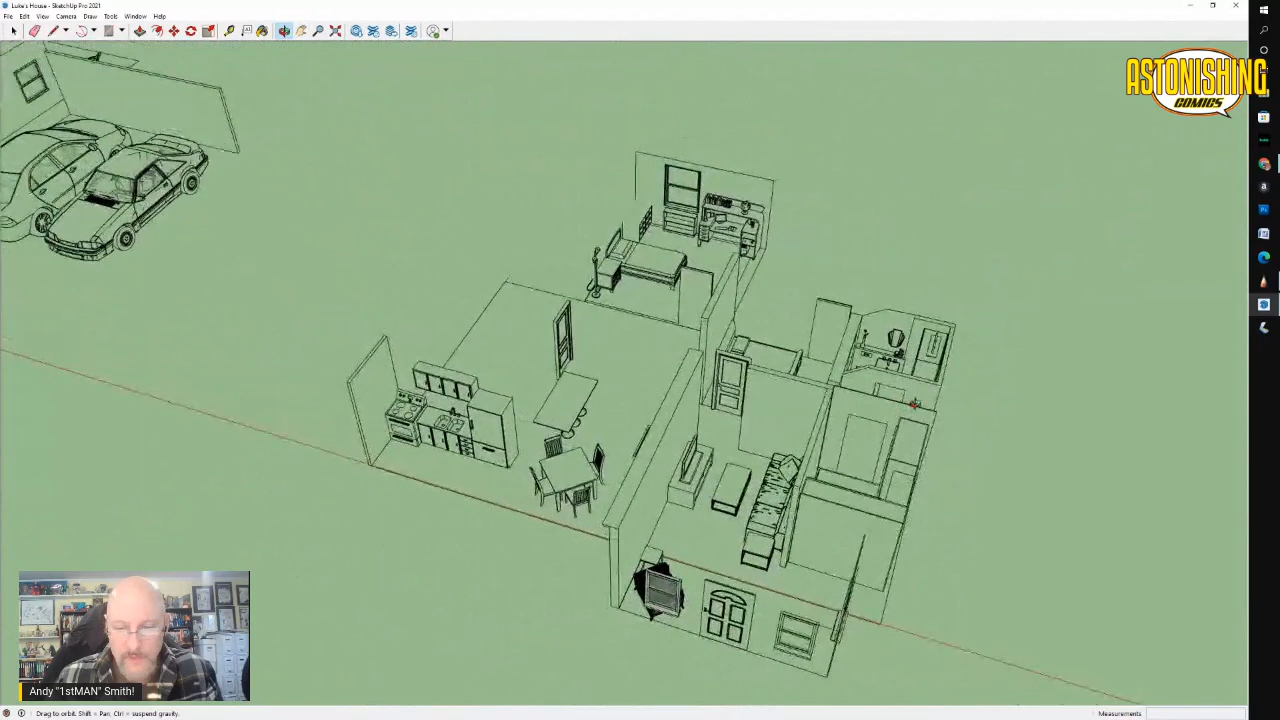 Luke's House - SketchUp Pro 2021
File Edit View Camera Draw Tools Window Help
ASTONISHING
COMICS
Andy "1stMAN" Smith!
Drag to orbit. Shift = Pan, Ctrl = suspend gravity.
Measurements